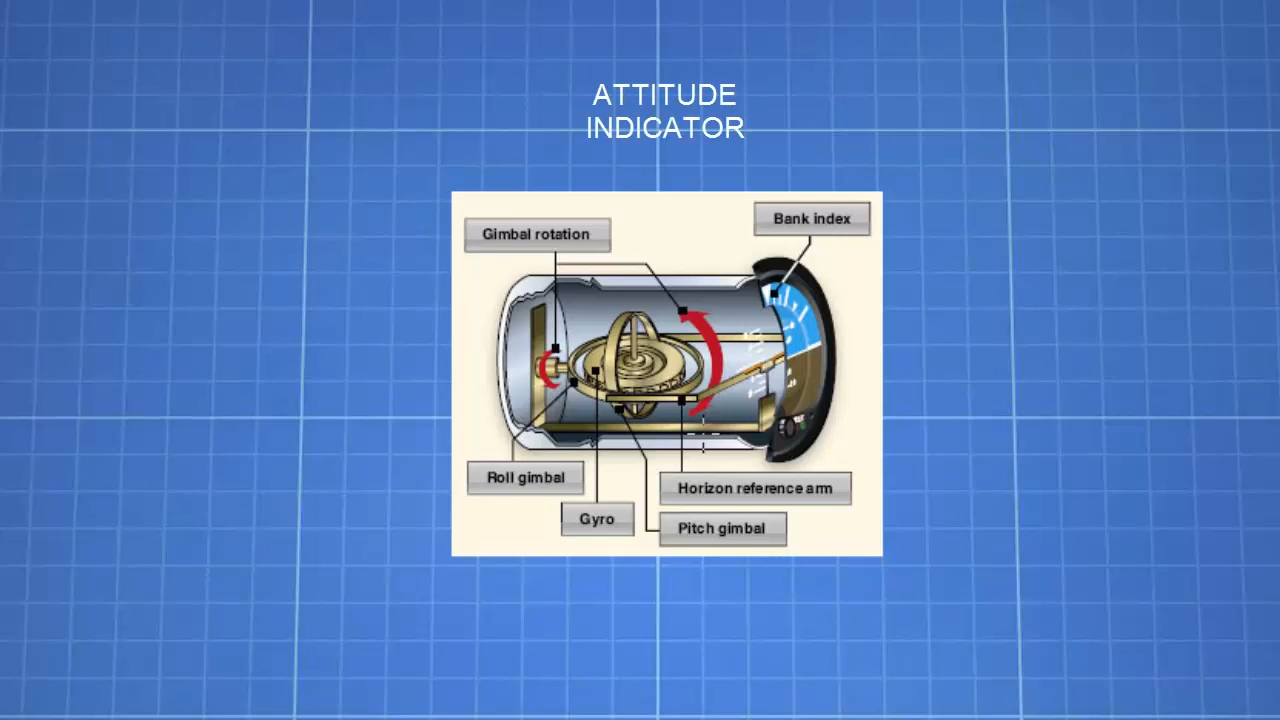 ATTITUDE
INDICATOR
Bank index
Gimbal rotation
Roll gimbal
Horizon reference arm
Gyro
Pitch gimbal